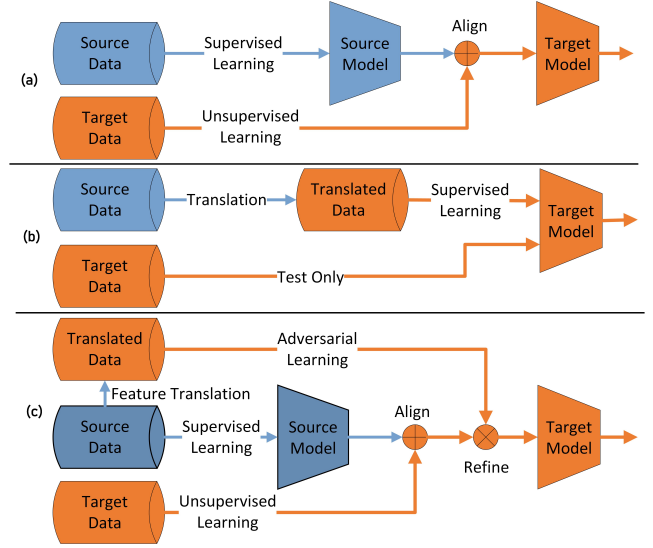 Align
Source
Data
Supervised
Learning
Source
Model
Target
Model
(a)
Target
Data
Unsupervised
Learning
Source
Data
Translation
Translated
Data
Supervised
Learning
Target
Model
(b)
Target
Data
Test Only
Translated
Data
Adversarial
Learning
Feature Translation
(c)
Source
Data
Supervised
Learning
Source
Model
Align
Refine
Target
Model
Target
Data
Unsupervised
Learning